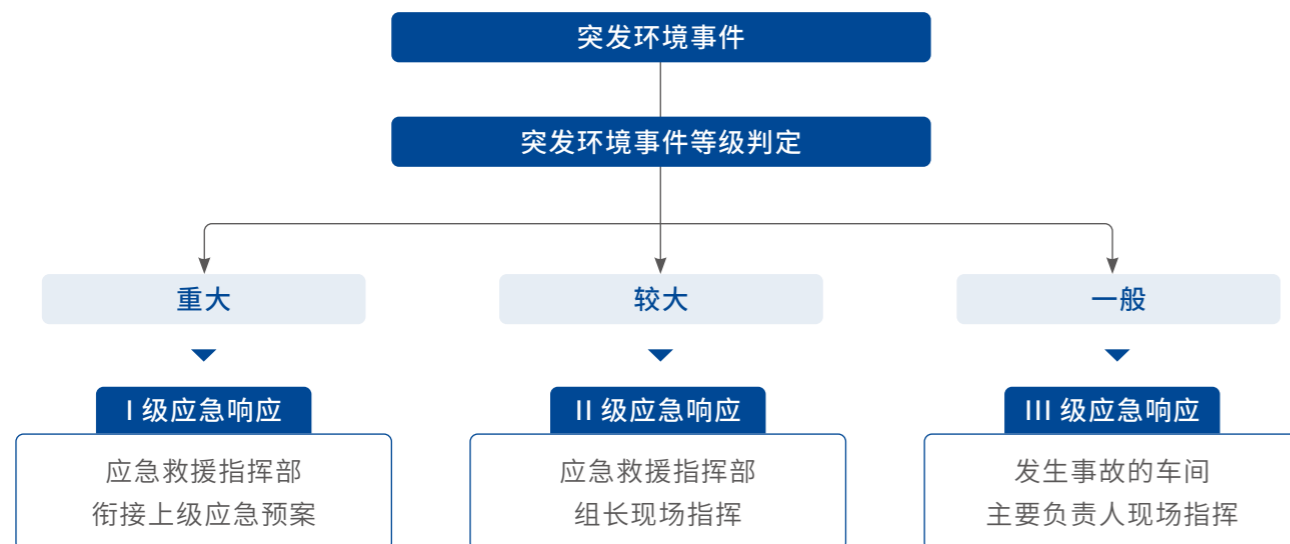 突发环境事件
突发环境事件等级判定
重大
较大
一般
I 级应急响应
II 级应急响应
III 级应急响应
应急救援指挥部
衔接上级应急预案
应急救援指挥部
组长现场指挥
发生事故的车间
主要负责人现场指挥